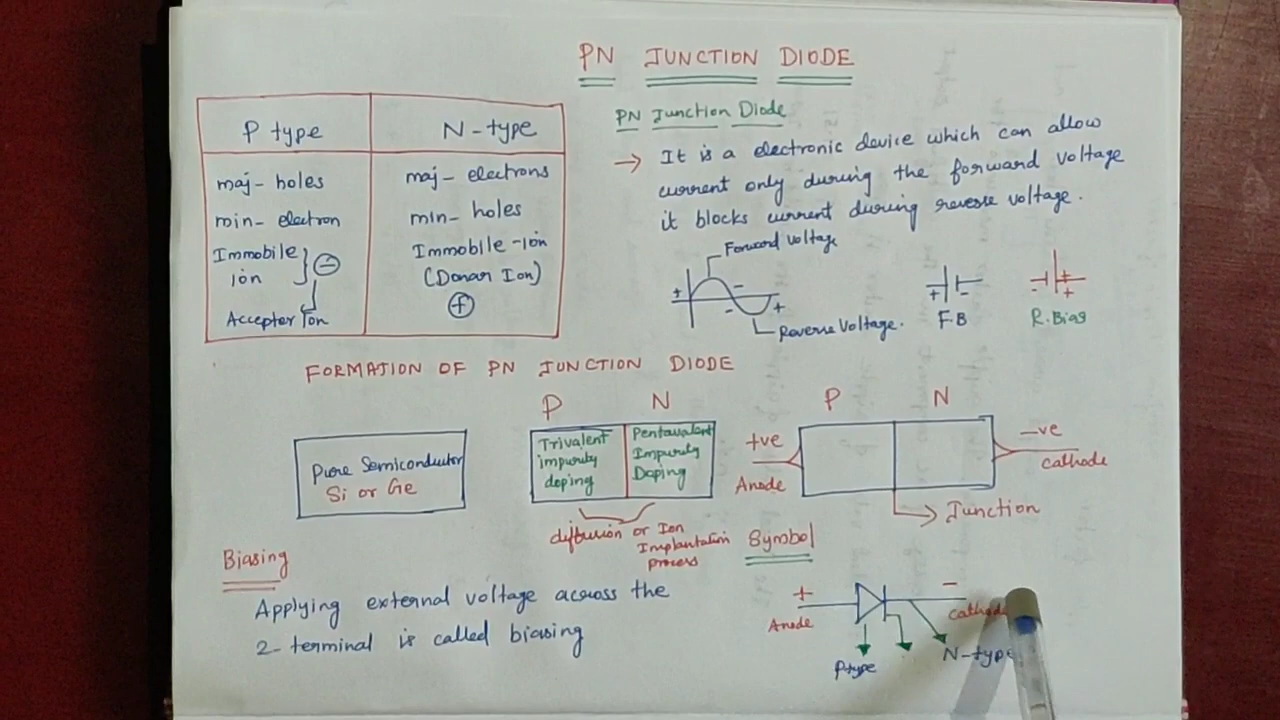 PN JUNCTION DIODE
P type
N-type
maj- holes
maj- electrons
min- electron
min- holes
Immobile
ion
-
Immobile -ion
(Donar Ion)
+
Accepter Ion
PN Junction Diode
→ It is a electronic device which can allow
current only during the forward voltage
it blocks current during reverse voltage.
Forward Voltage
+ - - +
Reverse Voltage.
+ -
F.B
- + +
R.Bias
FORMATION OF PN JUNCTION DIODE
Pure Semiconductor
Si or Ge
P N
Trivalent
impurity
doping
Pentavalent
Impurity
Doping
diffusion or Ion
Implantation
process
P N
+ve
Anode
-ve
cathode
Junction
Biasing
Applying external voltage across the
2-terminal is called biasing
Symbol
+
Anode
-
P-type
N-type